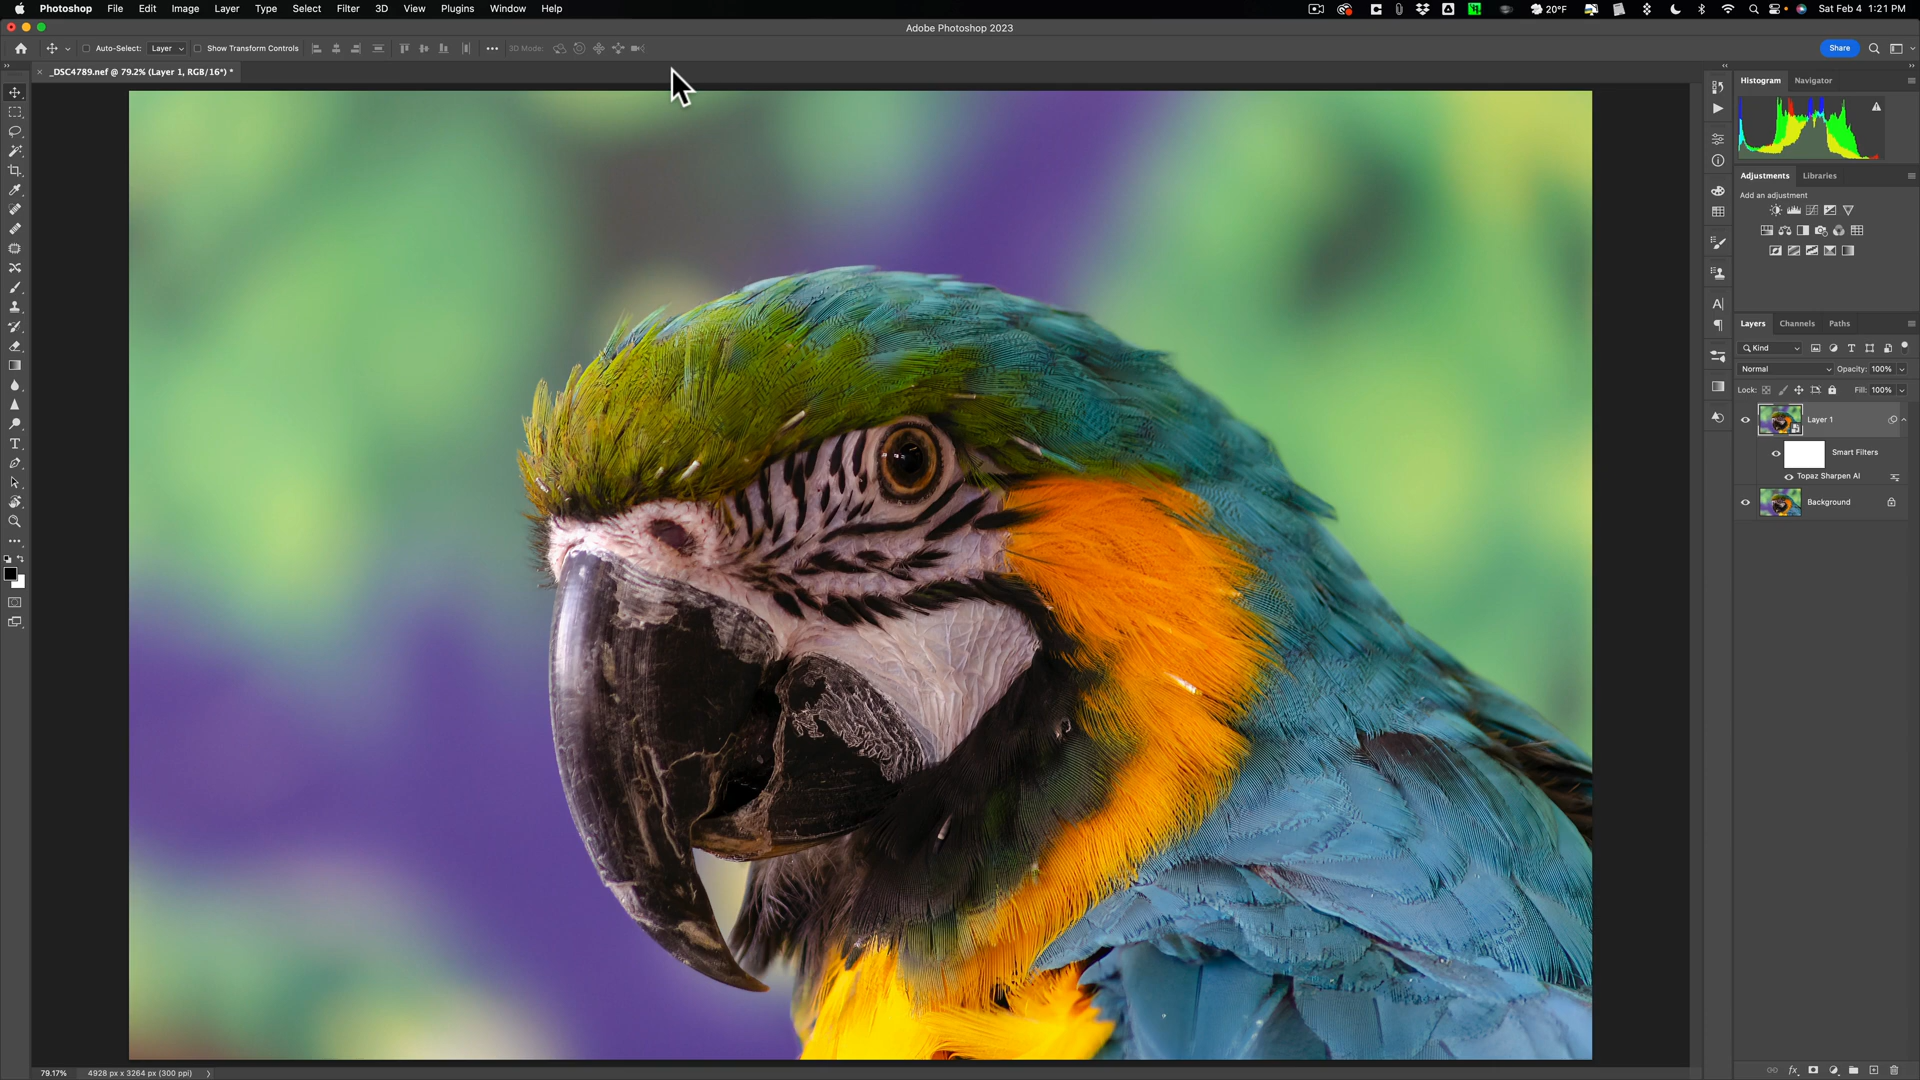 Photoshop File Edit Image Layer Type Select Filter 3D View Plugins Window Help 20°F Sat Feb 4 1:21 PM
Adobe Photoshop 2023
Auto-Select: Layer Show Transform Controls 3D Mode: Share
_DSC4789.nef @ 79.2% (Layer 1, RGB/16*) *
Histogram Navigator
Adjustments Libraries
Add an adjustment
Layers Channels Paths
Kind
Normal Opacity: 100%
Lock: Fill: 100%
Layer 1
Smart Filters
Topaz Sharpen AI
Background
79.17% 4928 px x 3264 px (300 ppi)